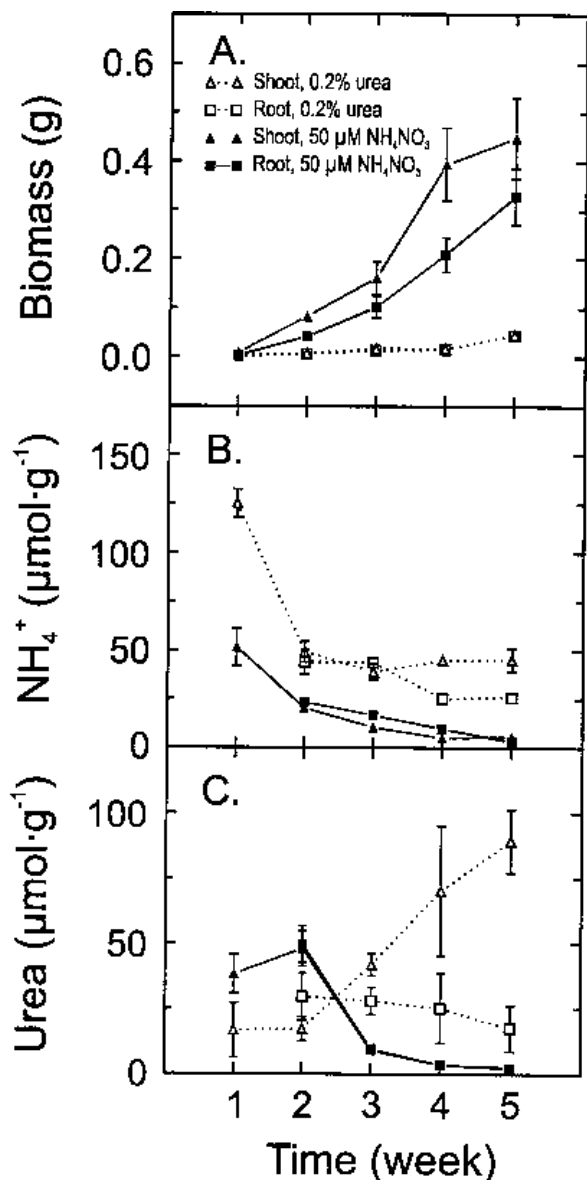 A.
0.6
0.4
0.2
0.0
Biomass (g)
Shoot, 0.2% urea
Root, 0.2% urea
Shoot, 50 µM NH₄NO₃
Root, 50 µM NH₄NO₃
B.
150
100
50
0
NH₄⁺ (µmol·g⁻¹)
C.
100
50
0
Urea (µmol·g⁻¹)
1 2 3 4 5
Time (week)